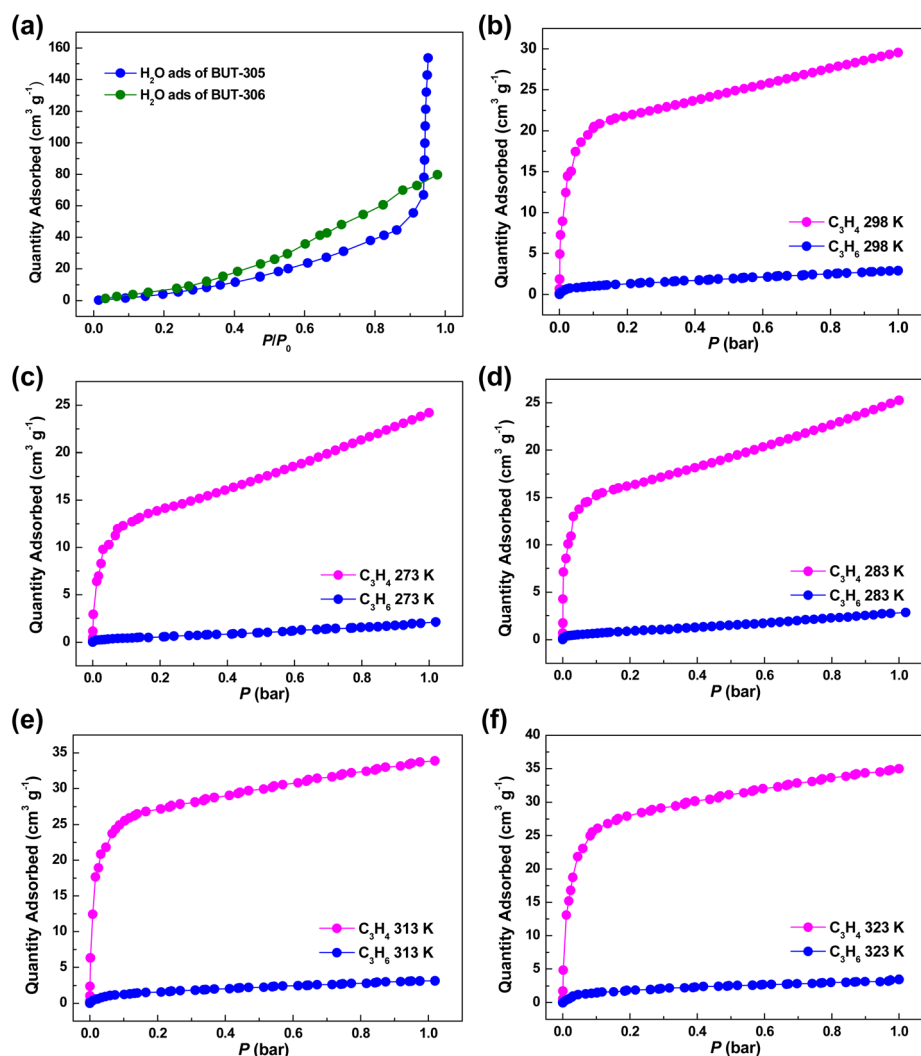 (a)
160
140
120
100
80
60
40
20
0
Quantity Adsorbed (cm³ g⁻¹)
H₂O ads of BUT-305
H₂O ads of BUT-306
0.0 0.2 0.4 0.6 0.8 1.0
P/P₀
(b)
30
25
20
15
10
5
0
Quantity Adsorbed (cm³ g⁻¹)
C₃H₄ 298 K
C₃H₆ 298 K
0.0 0.2 0.4 0.6 0.8 1.0
P (bar)
(c)
25
20
15
10
5
0
Quantity Adsorbed (cm³ g⁻¹)
C₃H₄ 273 K
C₃H₆ 273 K
0.0 0.2 0.4 0.6 0.8 1.0
P (bar)
(d)
25
20
15
10
5
0
Quantity Adsorbed (cm³ g⁻¹)
C₃H₄ 283 K
C₃H₆ 283 K
0.0 0.2 0.4 0.6 0.8 1.0
P (bar)
(e)
35
30
25
20
15
10
5
0
Quantity Adsorbed (cm³ g⁻¹)
C₃H₄ 313 K
C₃H₆ 313 K
0.0 0.2 0.4 0.6 0.8 1.0
P (bar)
(f)
40
35
30
25
20
15
10
5
0
Quantity Adsorbed (cm³ g⁻¹)
C₃H₄ 323 K
C₃H₆ 323 K
0.0 0.2 0.4 0.6 0.8 1.0
P (bar)